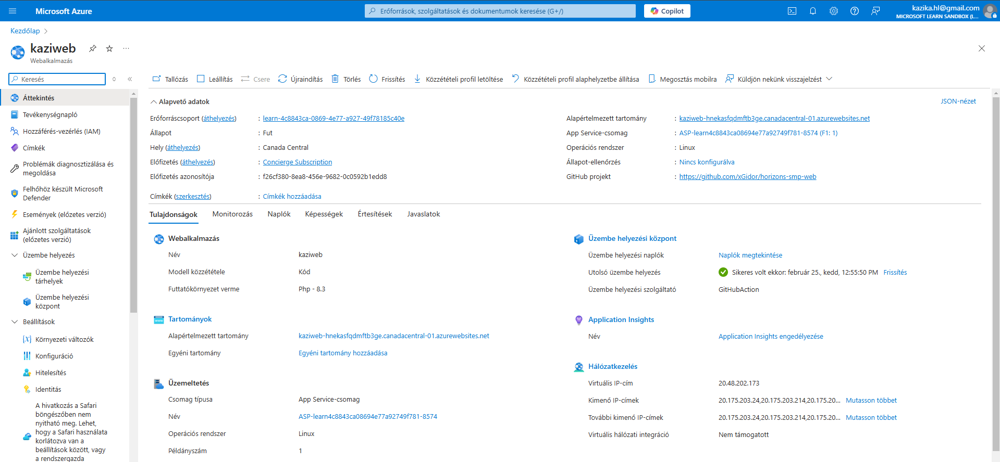 Microsoft Azure
Erőforrások, szolgáltatások és dokumentumok keresése (G+/)
Copilot
kazika.hl@gmail.com
MICROSOFT LEARN SANDBOX (L...
Kezdőlap
kaziweb
Webalkalmazás
Keresés
Tallózás
Leállítás
Csere
Újraindítás
Törlés
Frissítés
Közzétételi profil letöltése
Közzétételi profil alaphelyzetbe állítása
Megosztás mobilra
Küldjön nekünk visszajelzést
Áttekintés
Tevékenységnapló
Hozzáférés-vezérlés (IAM)
Címkék
Problémák diagnosztizálása és
megoldása
Felhőhöz készült Microsoft
Defender
Események (előzetes verzió)
Ajánlott szolgáltatások
(előzetes verzió)
Üzembe helyezés
Üzembe helyezési
tárhelyek
Üzembe helyezési
központ
Beállítások
Környezeti változók
Konfiguráció
Hitelesítés
Identitás
A hivatkozás a Safari
böngészőben nem
nyitható meg. Lehet,
hogy a Safari használata
korlátozva van a
beállítások között, vagy
a rendszergazda
Alapvető adatok
JSON-nézet
Erőforráscsoport (áthelyezés) : learn-4c8843ca-0869-4e77-a927-49f78185c40e
Állapot : Fut
Hely (áthelyezés) : Canada Central
Előfizetés (áthelyezés) : Concierge Subscription
Előfizetés azonosítója : f26cf380-8ea8-456e-9682-0c0592b1edd8
Címkék (szerkesztés) : Címkék hozzáadása
Alapértelmezett tartomány : kaziweb-hnekasfqdmftb3ge.canadacentral-01.azurewebsites.net
App Service-csomag : ASP-learn4c8843ca08694e77a92749f781-8574 (F1: 1)
Operációs rendszer : Linux
Állapot-ellenőrzés : Nincs konfigurálva
GitHub projekt : https://github.com/xGidor/horizons-smp-web
Tulajdonságok
Monitorozás
Naplók
Képességek
Értesítések
Javaslatok
Webalkalmazás
Név kaziweb
Modell közzététele Kód
Futtatókörnyezet verme Php - 8.3
Tartományok
Alapértelmezett tartomány kaziweb-hnekasfqdmftb3ge.canadacentral-01.azurewebsites.net
Egyéni tartomány Egyéni tartomány hozzáadása
Üzemeltetés
Csomag típusa App Service-csomag
Név ASP-learn4c8843ca08694e77a92749f781-8574
Operációs rendszer Linux
Példányszám 1
Üzembe helyezési központ
Üzembe helyezési naplók Naplók megtekintése
Utolsó üzembe helyezés Sikeres volt ekkor: február 25., kedd, 12:55:50 PM Frissítés
Üzembe helyezési szolgáltató GitHubAction
Application Insights
Név Application Insights engedélyezése
Hálózatkezelés
Virtuális IP-cím 20.48.202.173
Kimenő IP-címek 20.175.203.24,20.175.203.214,20.175.20... Mutasson többet
További kimenő IP-címek 20.175.203.24,20.175.203.214,20.175.20... Mutasson többet
Virtuális hálózati integráció Nem támogatott